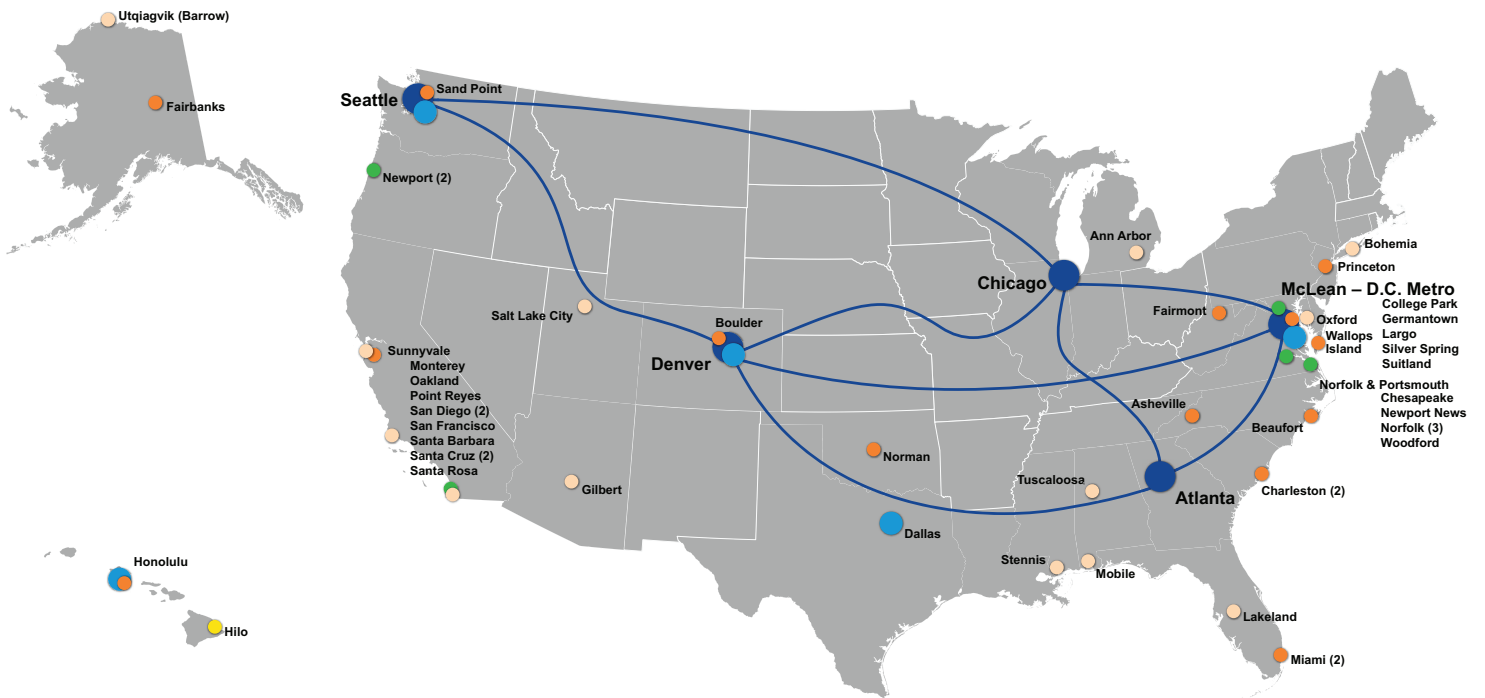 Utqiagvik (Barrow)
Fairbanks
Seattle
Sand Point
Newport (2)
Ann Arbor
Bohemia
Princeton
Chicago
McLean – D.C. Metro
College Park
Germantown
Largo
Silver Spring
Suitland
Fairmont
Oxford
Wallops
Island
Salt Lake City
Boulder
Denver
Sunnyvale
Monterey
Oakland
Point Reyes
San Diego (2)
San Francisco
Santa Barbara
Santa Cruz (2)
Santa Rosa
Norfolk & Portsmouth
Chesapeake
Newport News
Norfolk (3)
Woodford
Asheville
Beaufort
Norman
Gilbert
Tuscaloosa
Charleston (2)
Atlanta
Dallas
Stennis
Mobile
Honolulu
Hilo
Lakeland
Miami (2)